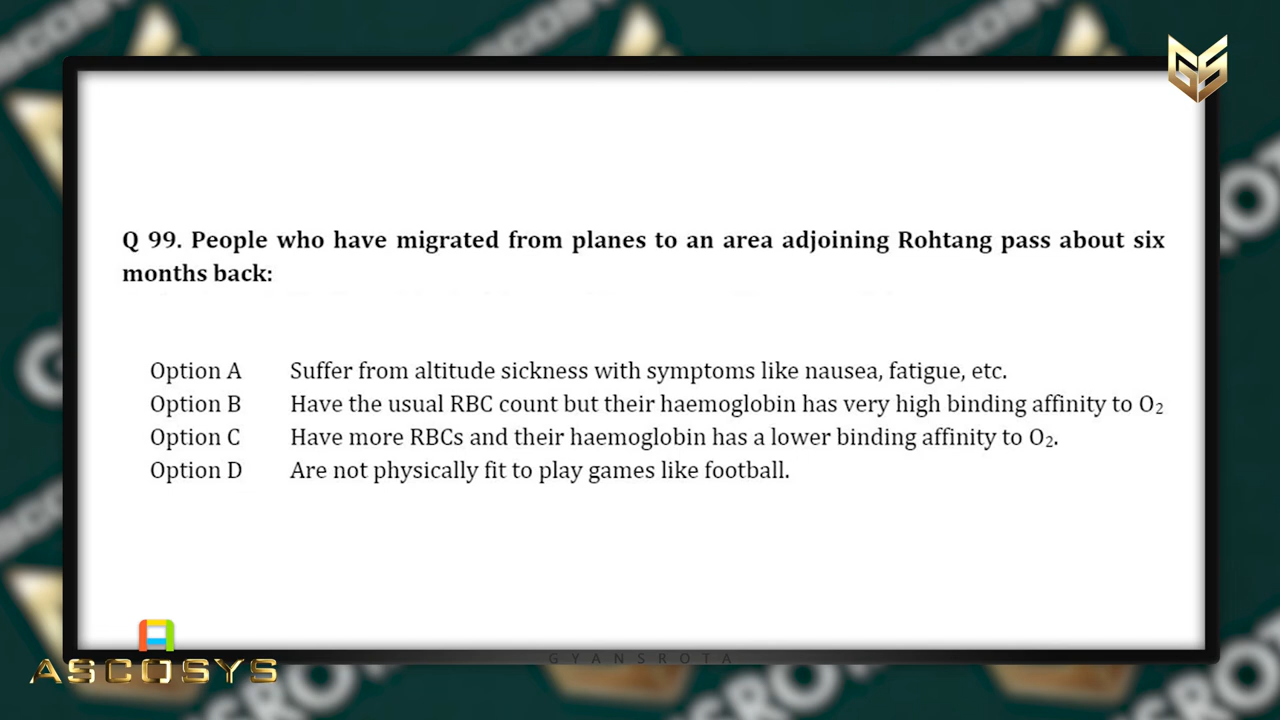 Q 99. People who have migrated from planes to an area adjoining Rohtang pass about six
months back:
Option A Suffer from altitude sickness with symptoms like nausea, fatigue, etc.
Option B Have the usual RBC count but their haemoglobin has very high binding affinity to O₂
Option C Have more RBCs and their haemoglobin has a lower binding affinity to O₂.
Option D Are not physically fit to play games like football.
GYANSROTA
ASCOSYS